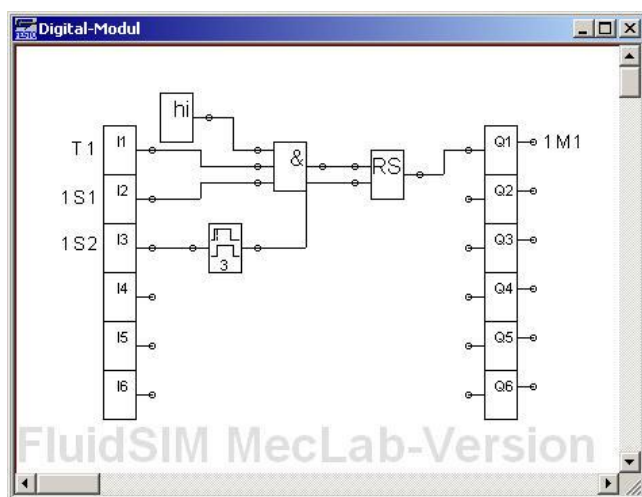 FESTO Digital-Modul
hi
T1 I1 & RS Q1 1M1
1S1 I2 Q2
1S2 I3 3 Q3
I4 Q4
I5 Q5
I6 Q6
FluidSIM MecLab-Version